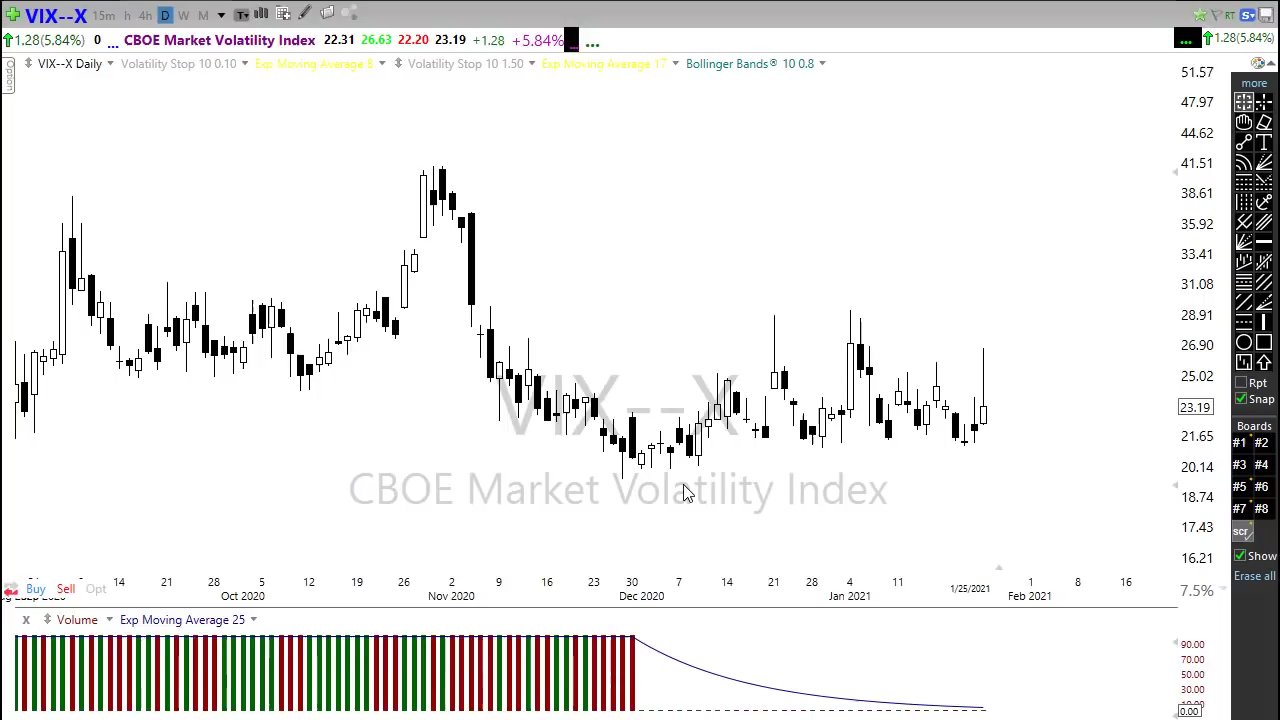 VIX--X 15m h 4h D W M T
RT S
1.28(5.84%) 0 ... CBOE Market Volatility Index 22.31 26.63 22.20 23.19 +1.28 +5.84% ... ... 1.28(5.84%)
Option
VIX--X Daily Volatility Stop 10 0.10 Exp Moving Average 8 Volatility Stop 10 1.50 Exp Moving Average 17 Bollinger Bands® 10 0.8
51.57
47.97
44.62
41.51
38.61
35.92
33.41
31.08
28.91
26.90
25.02
23.19
21.65
20.14
18.74
17.43
16.21
more
T
Rpt
Snap
Boards
#1 #2
#3 #4
#5 #6
#7 #8
scr
Show
Erase all
VIX--X
CBOE Market Volatility Index
14 21 28 5 12 19 26 2 9 16 23 30 7 14 21 28 4 11 1/25/2021 1 8 16
Oct 2020 Nov 2020 Dec 2020 Jan 2021 Feb 2021
Buy Sell Opt
7.5%
X Volume Exp Moving Average 25
90.00
70.00
50.00
30.00
0.00